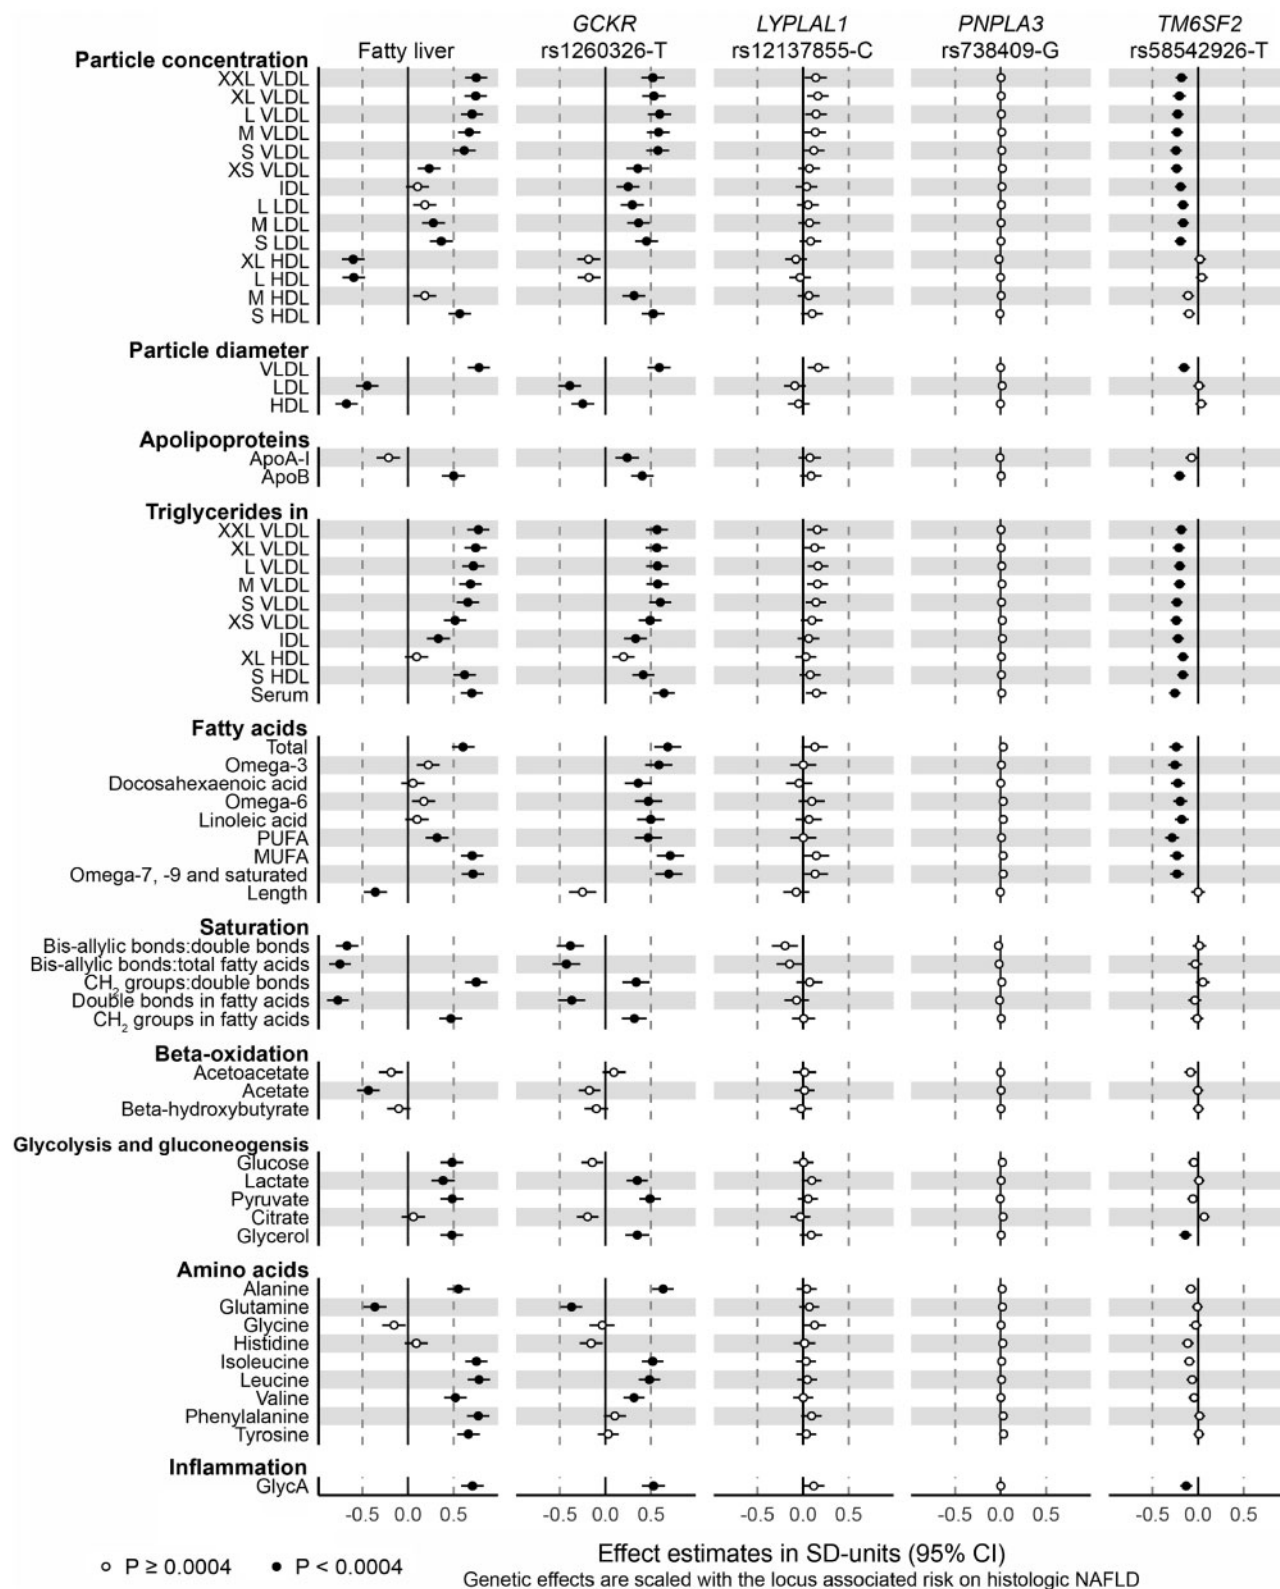 GCKR LYPLAL1 PNPLA3 TM6SF2
Fatty liver rs1260326-T rs12137855-C rs738409-G rs58542926-T
Particle concentration
XXL VLDL
XL VLDL
L VLDL
M VLDL
S VLDL
XS VLDL
IDL
L LDL
M LDL
S LDL
XL HDL
L HDL
M HDL
S HDL
Particle diameter
VLDL
LDL
HDL
Apolipoproteins
ApoA-I
ApoB
Triglycerides in
XXL VLDL
XL VLDL
L VLDL
M VLDL
S VLDL
XS VLDL
IDL
XL HDL
S HDL
Serum
Fatty acids
Total
Omega-3
Docosahexaenoic acid
Omega-6
Linoleic acid
PUFA
MUFA
Omega-7, -9 and saturated
Length
Saturation
Bis-allylic bonds:double bonds
Bis-allylic bonds:total fatty acids
CH2 groups:double bonds
Double bonds in fatty acids
CH2 groups in fatty acids
Beta-oxidation
Acetoacetate
Acetate
Beta-hydroxybutyrate
Glycolysis and gluconeogensis
Glucose
Lactate
Pyruvate
Citrate
Glycerol
Amino acids
Alanine
Glutamine
Glycine
Histidine
Isoleucine
Leucine
Valine
Phenylalanine
Tyrosine
Inflammation
GlycA
-0.5 0.0 0.5 -0.5 0.0 0.5 -0.5 0.0 0.5 -0.5 0.0 0.5 -0.5 0.0 0.5
P ≥ 0.0004 P < 0.0004
Effect estimates in SD-units (95% CI)
Genetic effects are scaled with the locus associated risk on histologic NAFLD